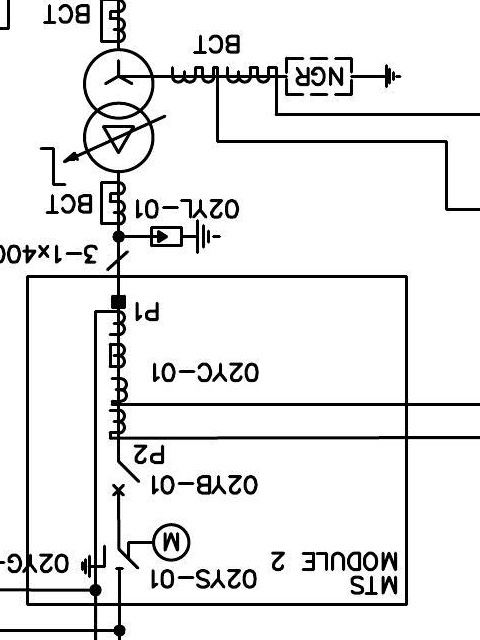 MTS
MODULE 2
02YS-01
02YG-
M
02YB-01
P2
02YC-01
P1
3-1x400
02YL-01
BCT
NGR
BCT
BCT